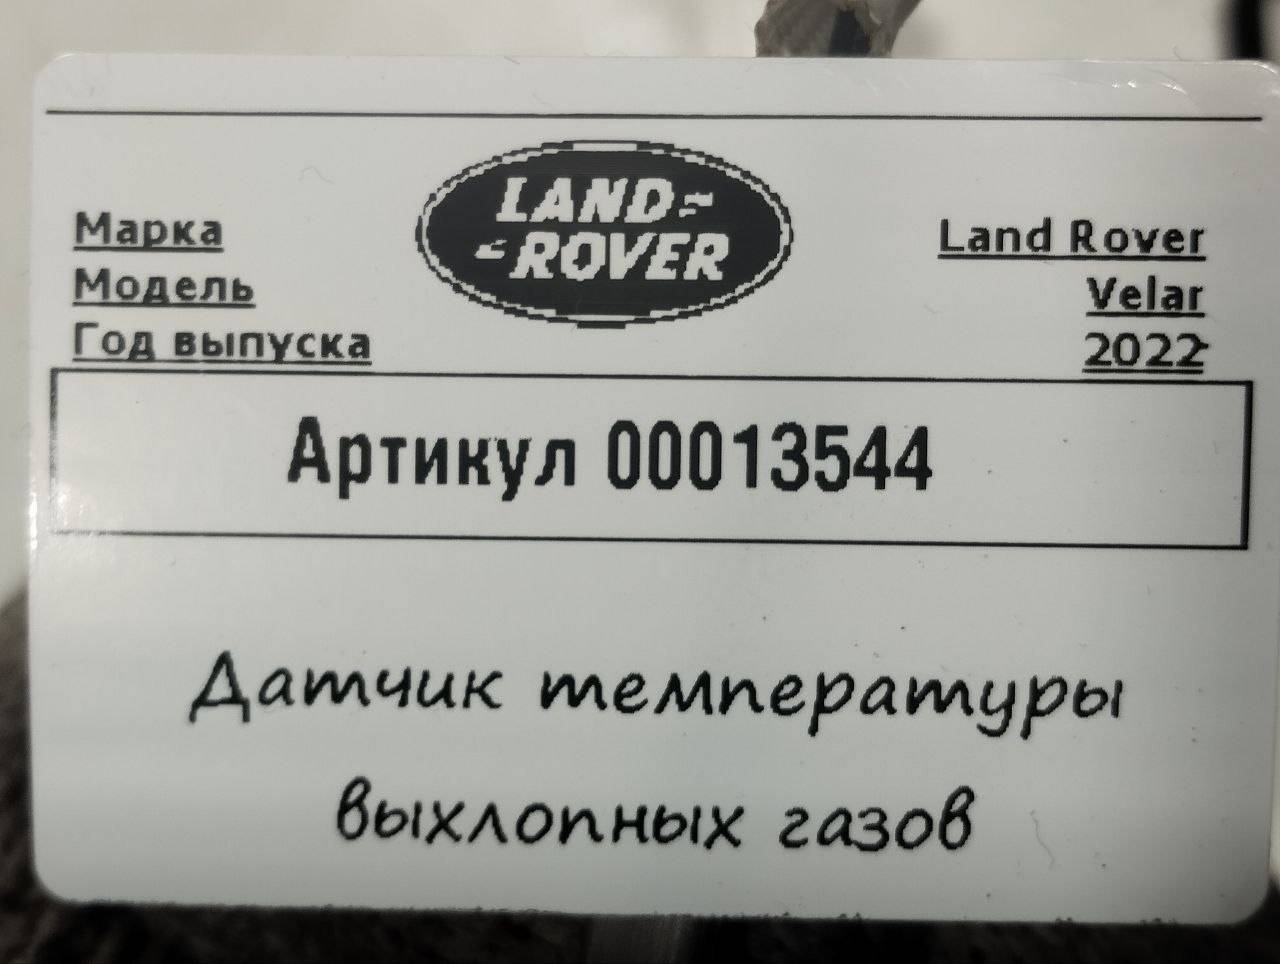 LAND
ROVER
Марка Land Rover
Модель Velar
Год выпуска 2022
Артикул 00013544
Датчик температуры
выхлопных газов